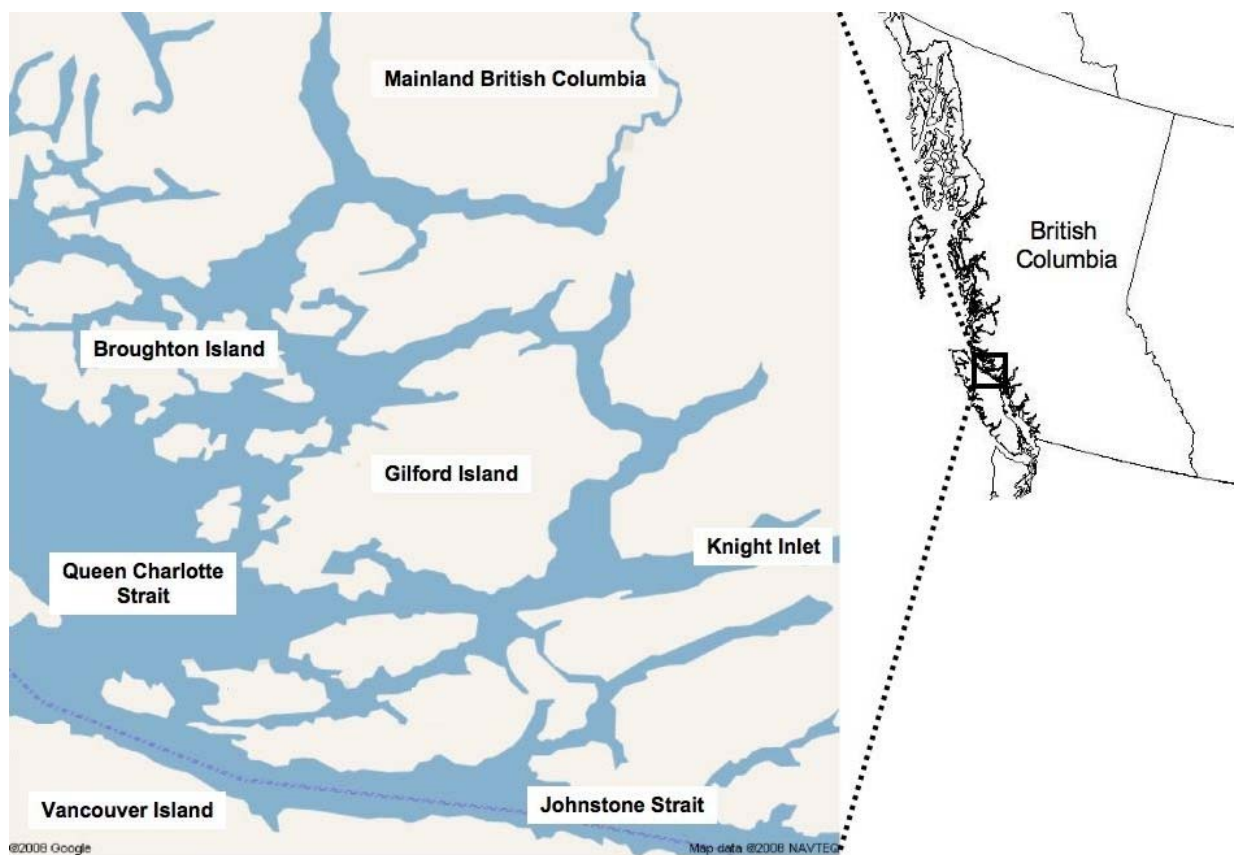 Mainland British Columbia
British
Columbia
Broughton Island
Gilford Island
Knight Inlet
Queen Charlotte
Strait
Johnstone Strait
Vancouver Island
©2008 Google
Map data ©2008 NAVTEQ